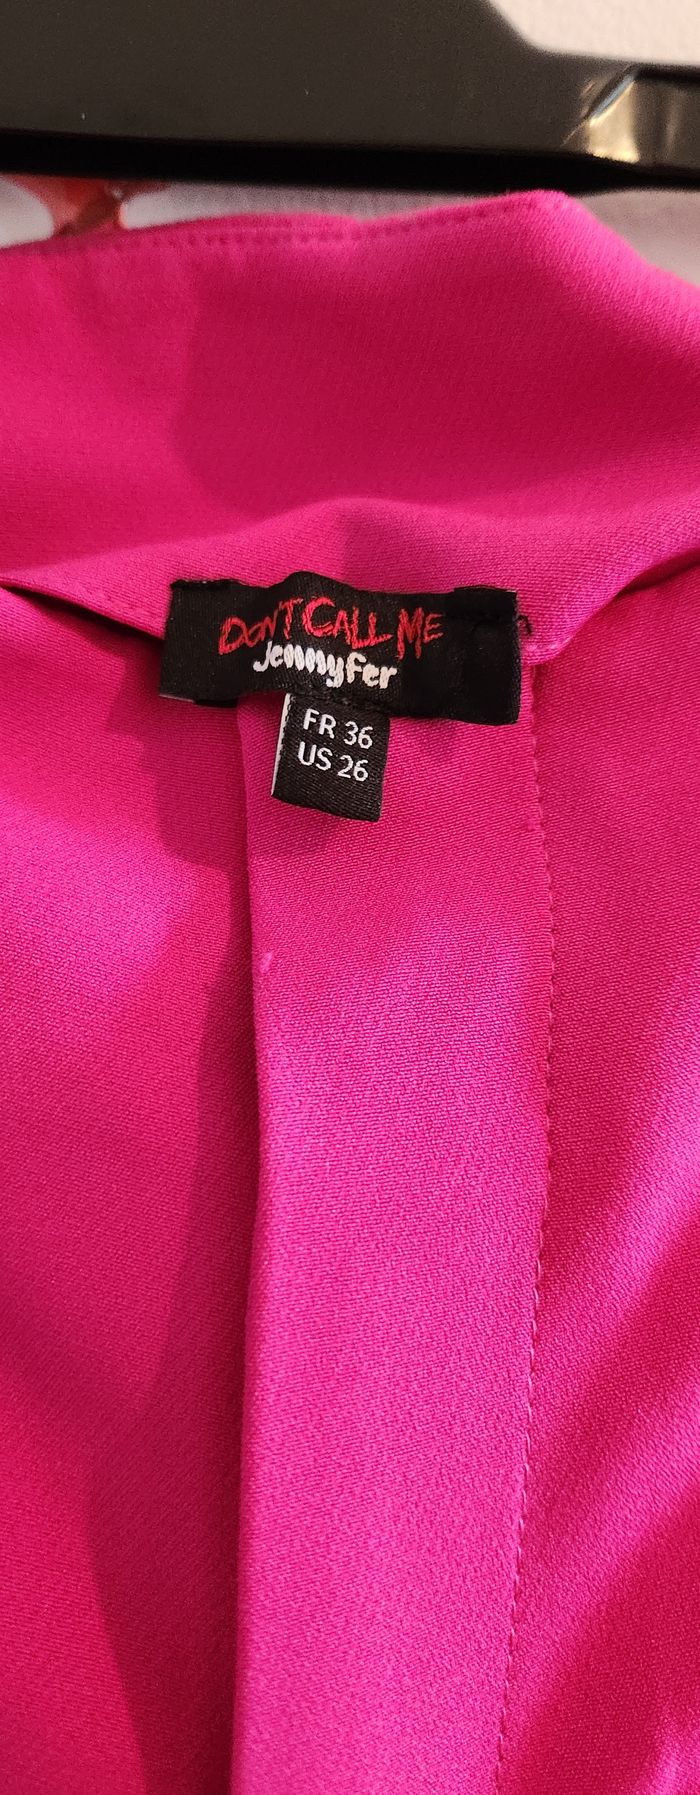 DON'T CALL ME
Jennyfer
FR 36
US 26